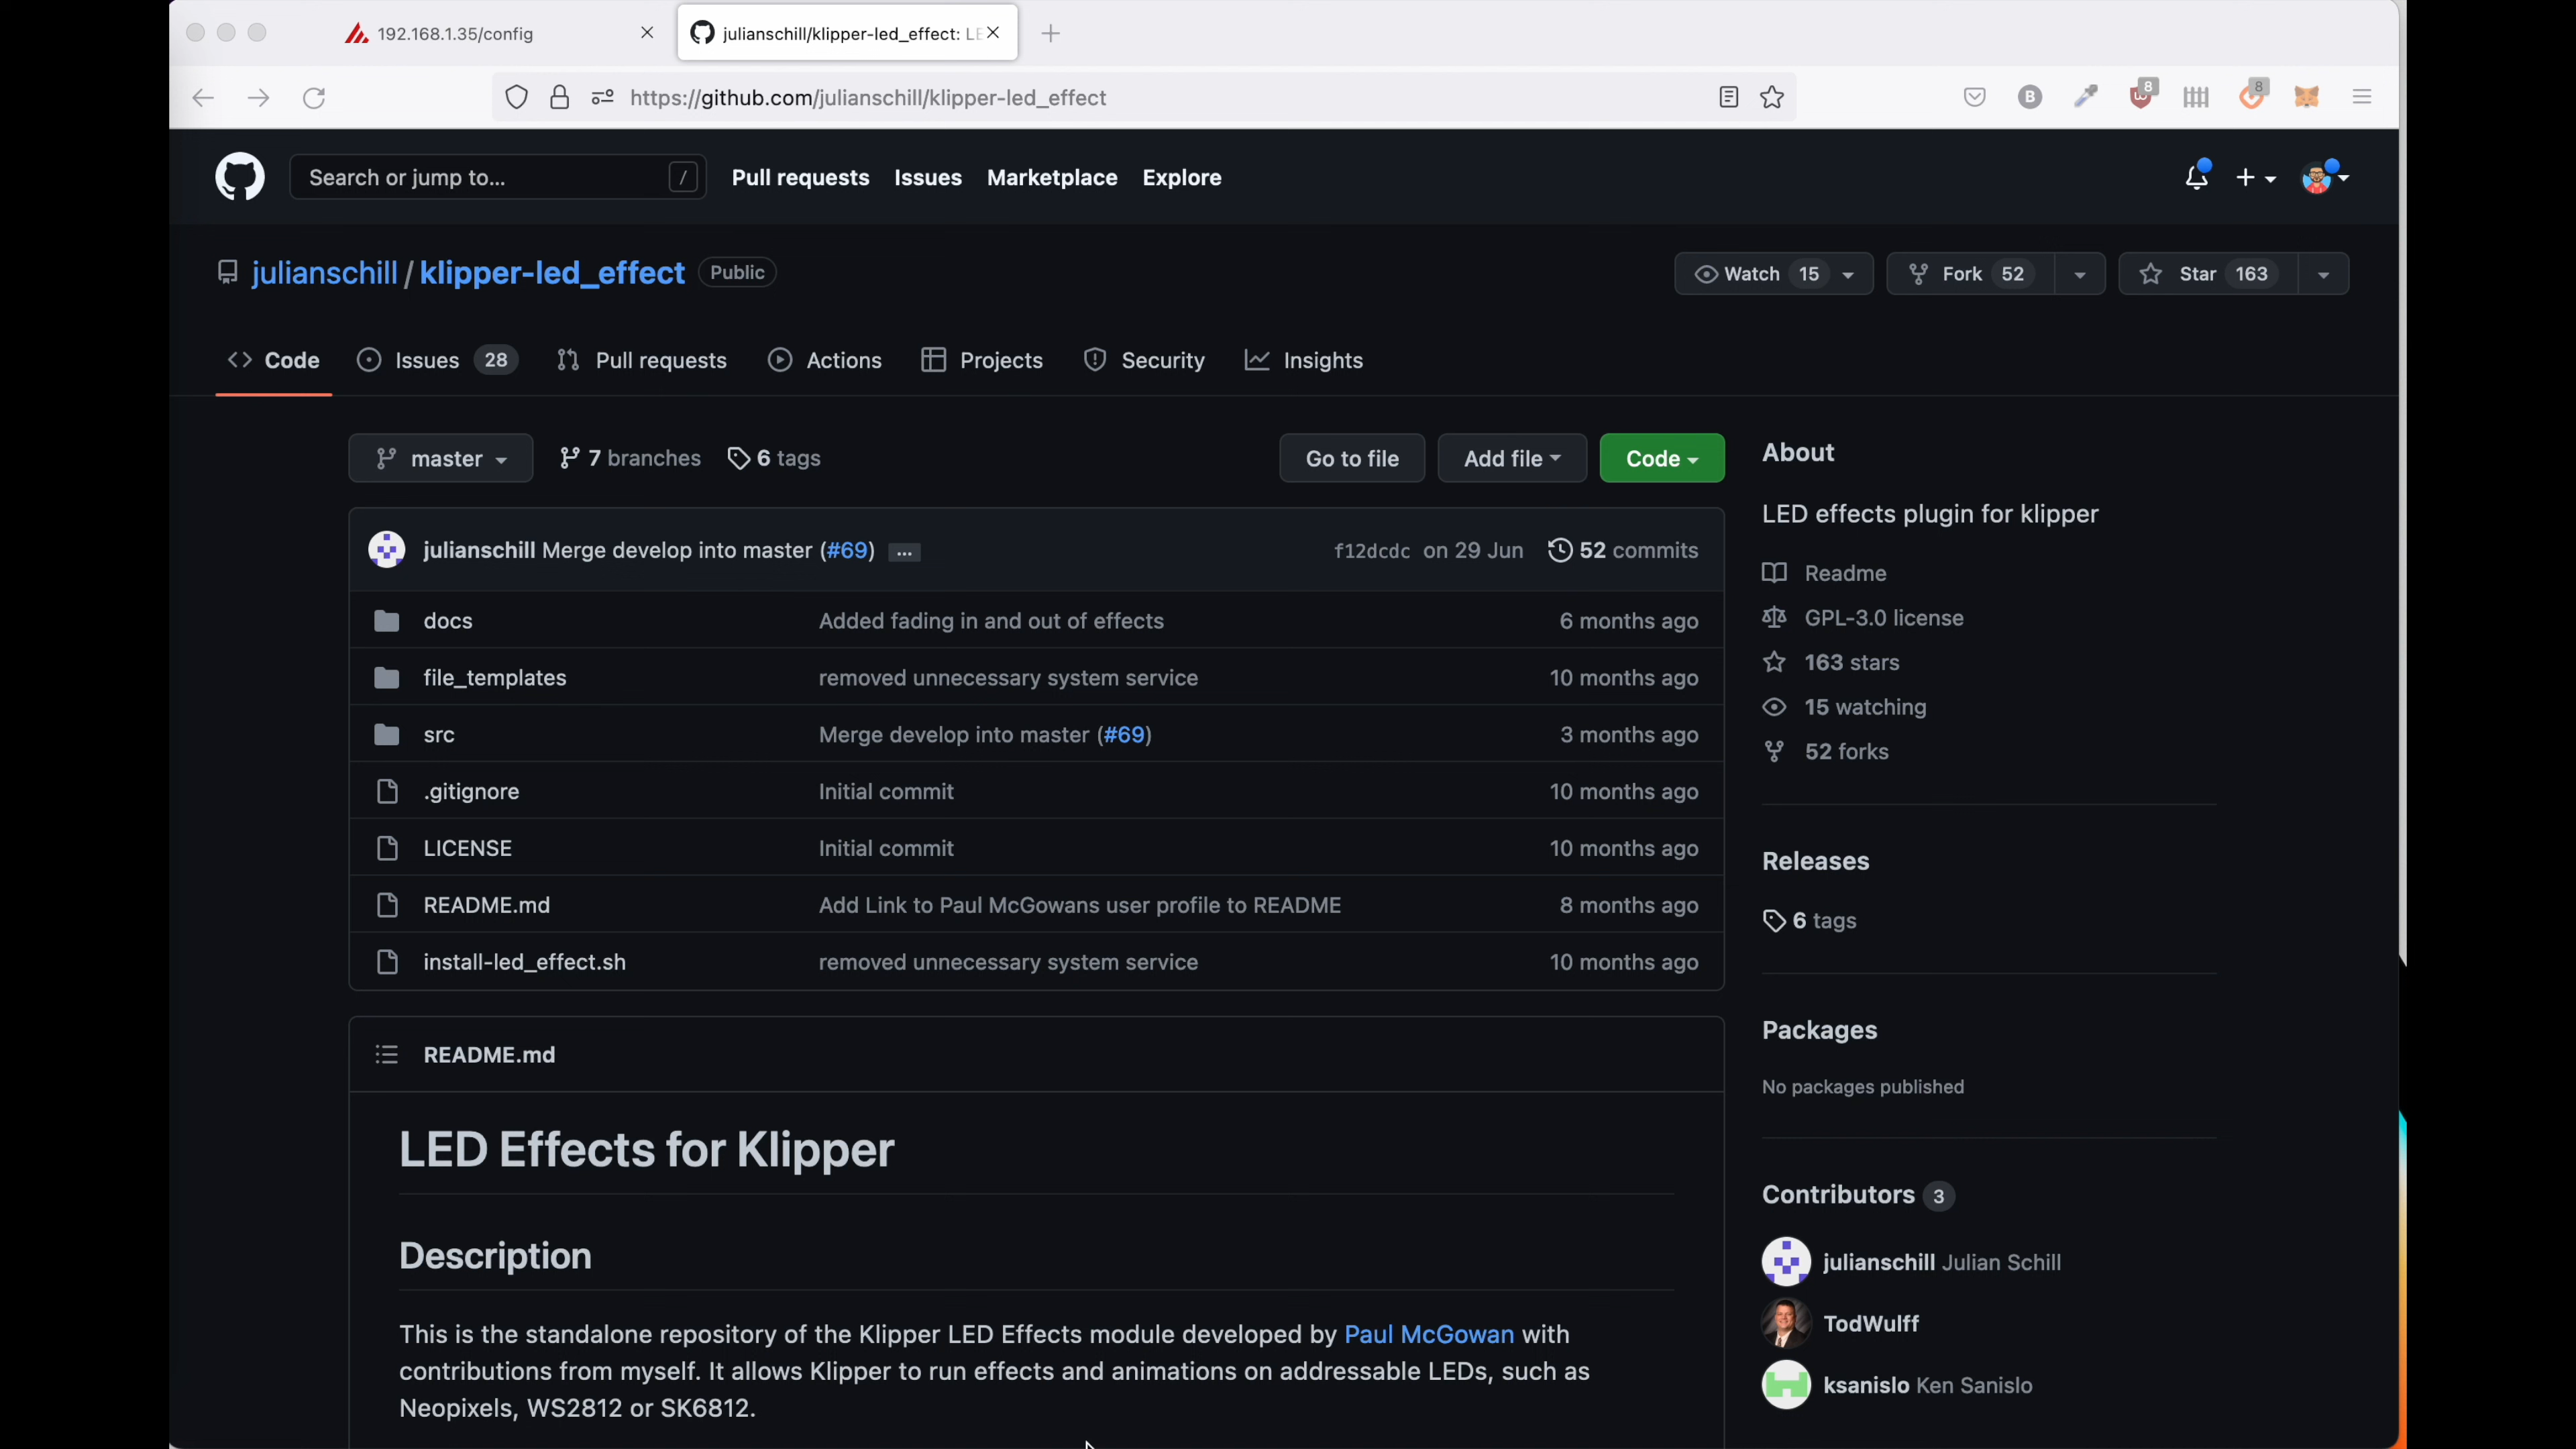 192.168.1.35/config
julianschill/klipper-led_effect: LE
https://github.com/julianschill/klipper-led_effect
8
8
B
Search or jump to...
/
Pull requests
Issues
Marketplace
Explore
julianschill / klipper-led_effect
Public
Watch 15
Fork 52
Star 163
Code
Issues 28
Pull requests
Actions
Projects
Security
Insights
master
7 branches
6 tags
Go to file
Add file
Code
julianschill Merge develop into master (#69) ...
f12dcdc on 29 Jun
52 commits
docs
Added fading in and out of effects
6 months ago
file_templates
removed unnecessary system service
10 months ago
src
Merge develop into master (#69)
3 months ago
.gitignore
Initial commit
10 months ago
LICENSE
Initial commit
10 months ago
README.md
Add Link to Paul McGowans user profile to README
8 months ago
install-led_effect.sh
removed unnecessary system service
10 months ago
README.md
LED Effects for Klipper
Description
This is the standalone repository of the Klipper LED Effects module developed by Paul McGowan with
contributions from myself. It allows Klipper to run effects and animations on addressable LEDs, such as
Neopixels, WS2812 or SK6812.
About
LED effects plugin for klipper
Readme
GPL-3.0 license
163 stars
15 watching
52 forks
Releases
6 tags
Packages
No packages published
Contributors 3
julianschill Julian Schill
TodWulff
ksanislo Ken Sanislo